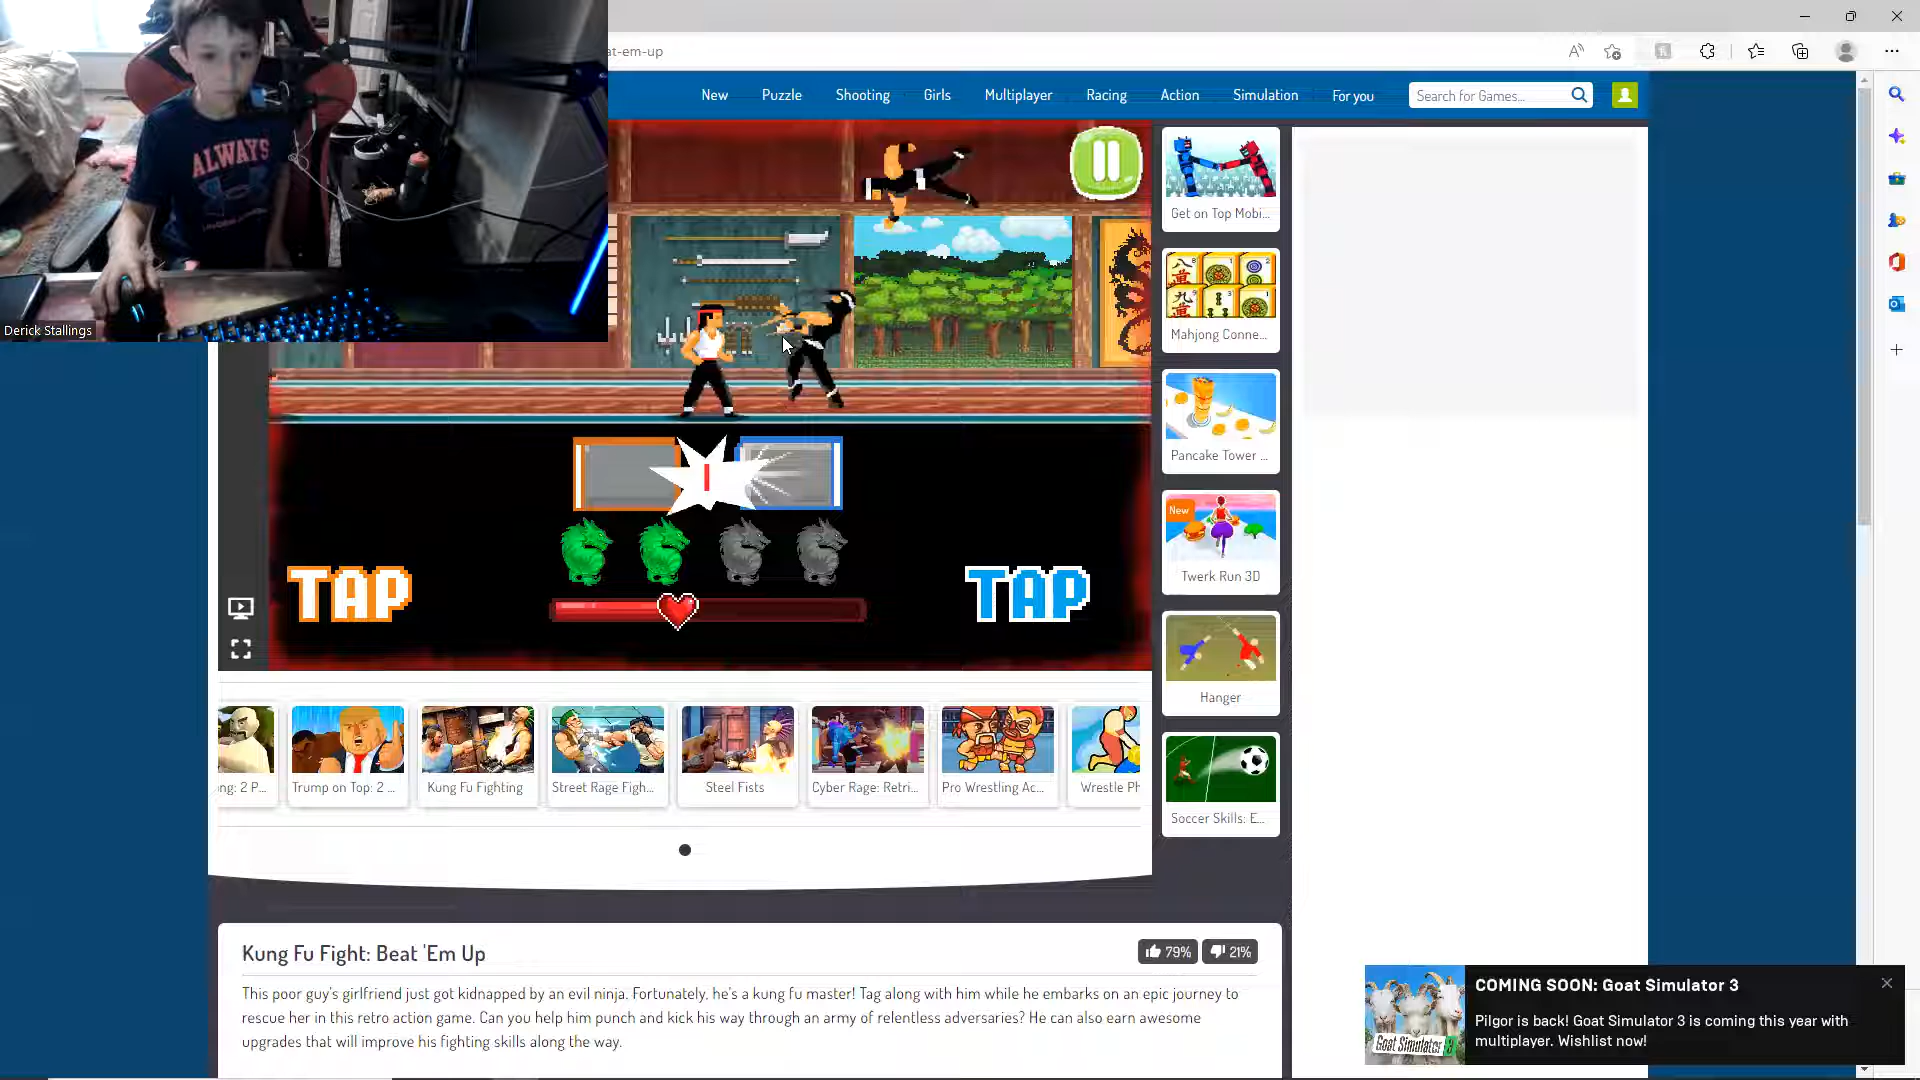 at-em-up
New
Puzzle
Shooting
Girls
Multiplayer
Racing
Action
Simulation
For you
Search for Games...
ALWAYS
Derick Stallings
TAP
TAP
Get on Top Mobi...
Mahjong Conne...
Pancake Tower ...
New
Twerk Run 3D
Hanger
Soccer Skills: E...
ng: 2 P...
Trump on Top: 2 ...
Kung Fu Fighting
Street Rage Figh...
Steel Fists
Cyber Rage: Retri...
Pro Wrestling Ac...
Wrestle Ph
Kung Fu Fight: Beat 'Em Up
79%
21%
This poor guy's girlfriend just got kidnapped by an evil ninja. Fortunately, he's a kung fu master! Tag along with him while he embarks on an epic journey to
rescue her in this retro action game. Can you help him punch and kick his way through an army of relentless adversaries? He can also earn awesome
upgrades that will improve his fighting skills along the way.
Goat Simulator 3
COMING SOON: Goat Simulator 3
Pilgor is back! Goat Simulator 3 is coming this year with
multiplayer. Wishlist now!